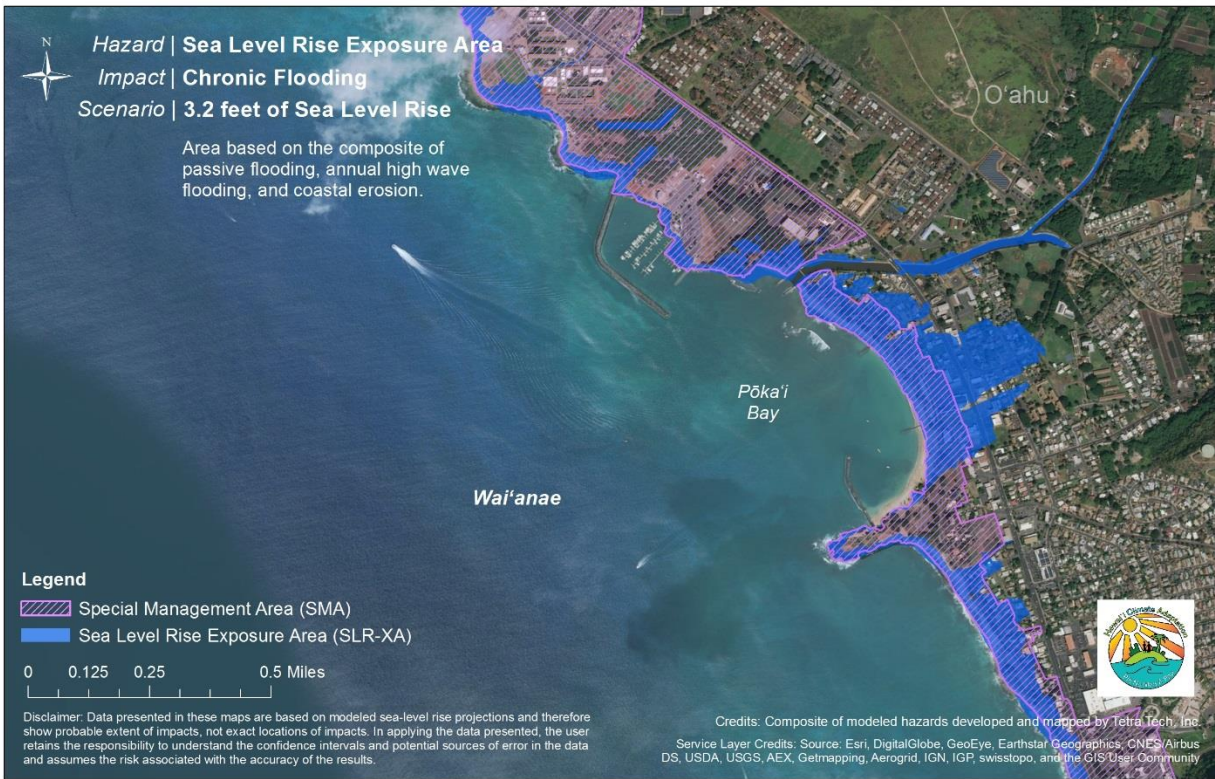 N
Hazard | Sea Level Rise Exposure Area
Impact | Chronic Flooding
Scenario | 3.2 feet of Sea Level Rise
Area based on the composite of
passive flooding, annual high wave
flooding, and coastal erosion.
Oʻahu
Pōkaʻi
Bay
Waiʻanae
Legend
Special Management Area (SMA)
Sea Level Rise Exposure Area (SLR-XA)
0 0.125 0.25 0.5 Miles
Disclaimer: Data presented in these maps are based on modeled sea-level rise projections and therefore
show probable extent of impacts, not exact locations of impacts. In applying the data presented, the user
retains the responsibility to understand the confidence intervals and potential sources of error in the data
and assumes the risk associated with the accuracy of the results.
Hawaiʻi Climate Adaptation
Credits: Composite of modeled hazards developed and mapped by Tetra Tech, Inc.
Service Layer Credits: Source: Esri, DigitalGlobe, GeoEye, Earthstar Geographics, CNES/Airbus
DS, USDA, USGS, AEX, Getmapping, Aerogrid, IGN, IGP, swisstopo, and the GIS User Community